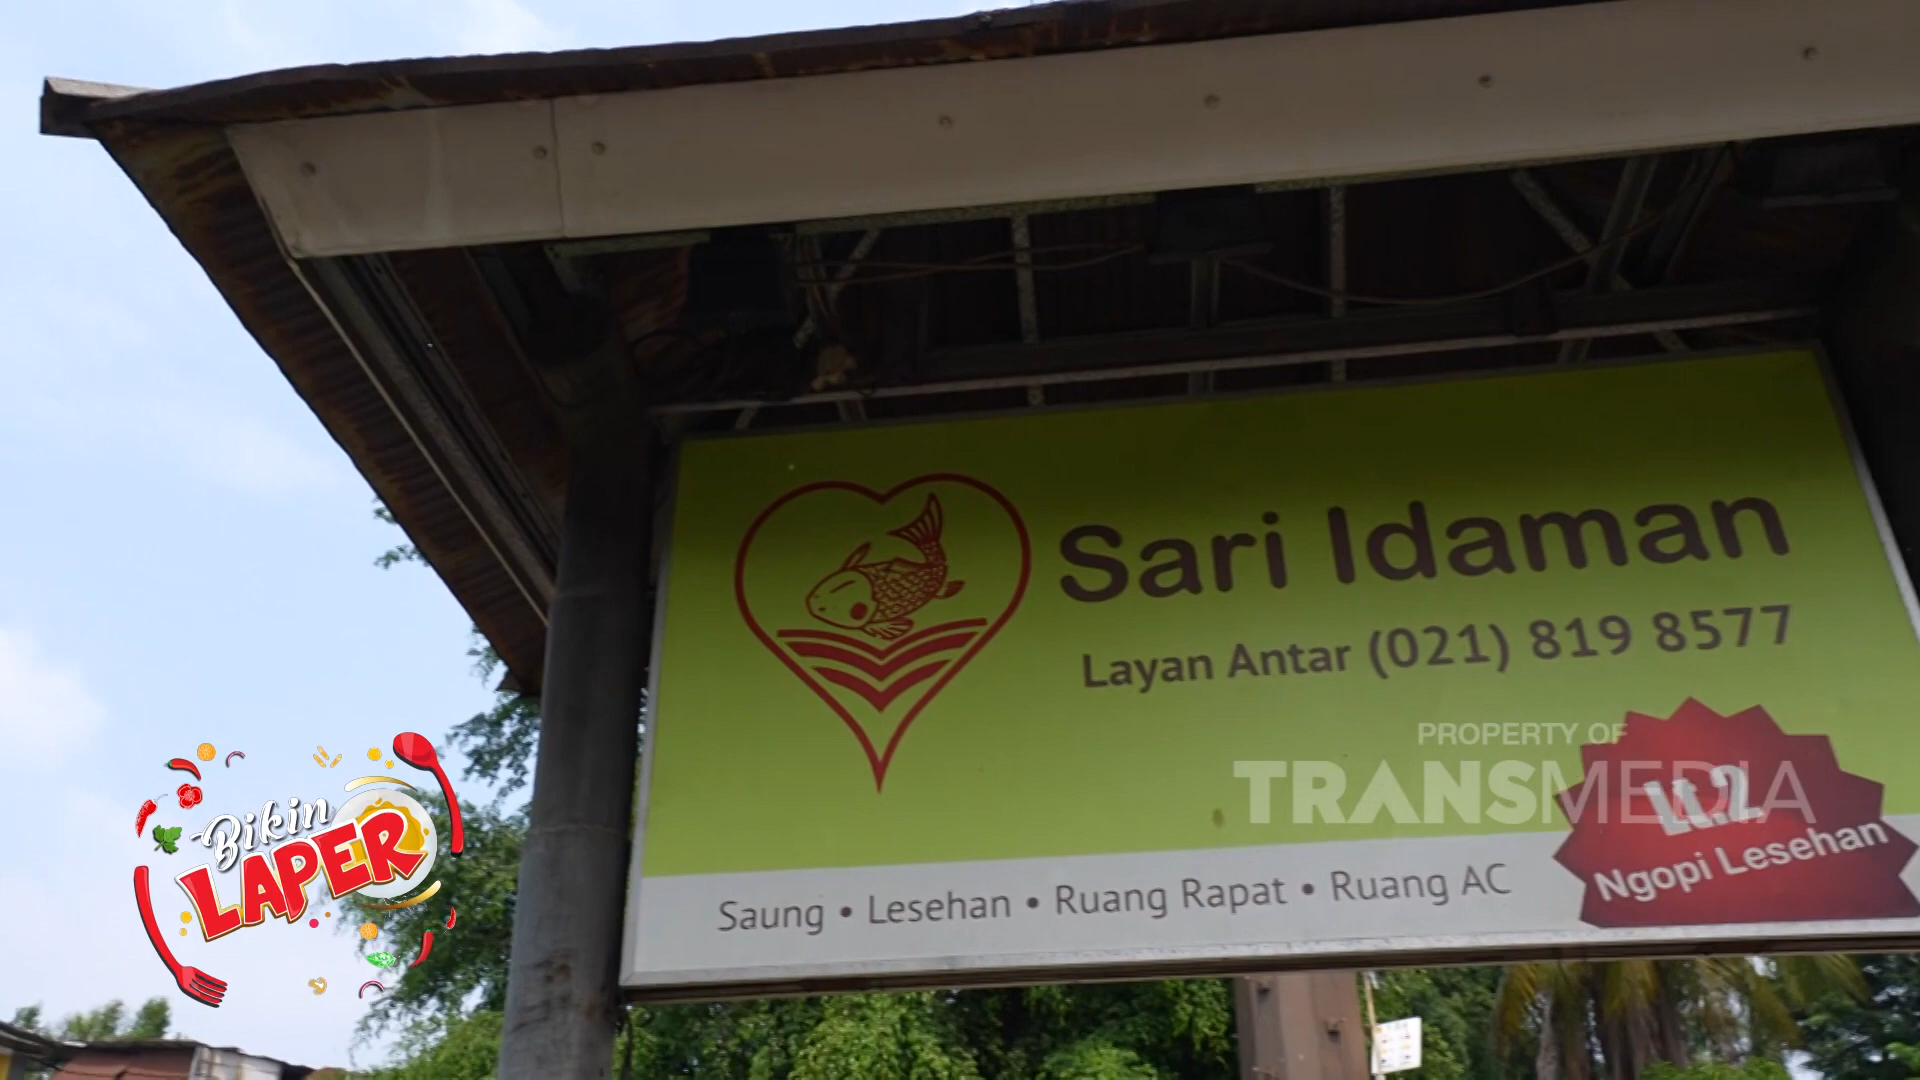 Sari Idaman
Layan Antar (021) 819 8577
PROPERTY OF
TRANSMEDIA
Lt.2
Ngopi Lesehan
Saung • Lesehan • Ruang Rapat • Ruang AC
Bikin
LAPER